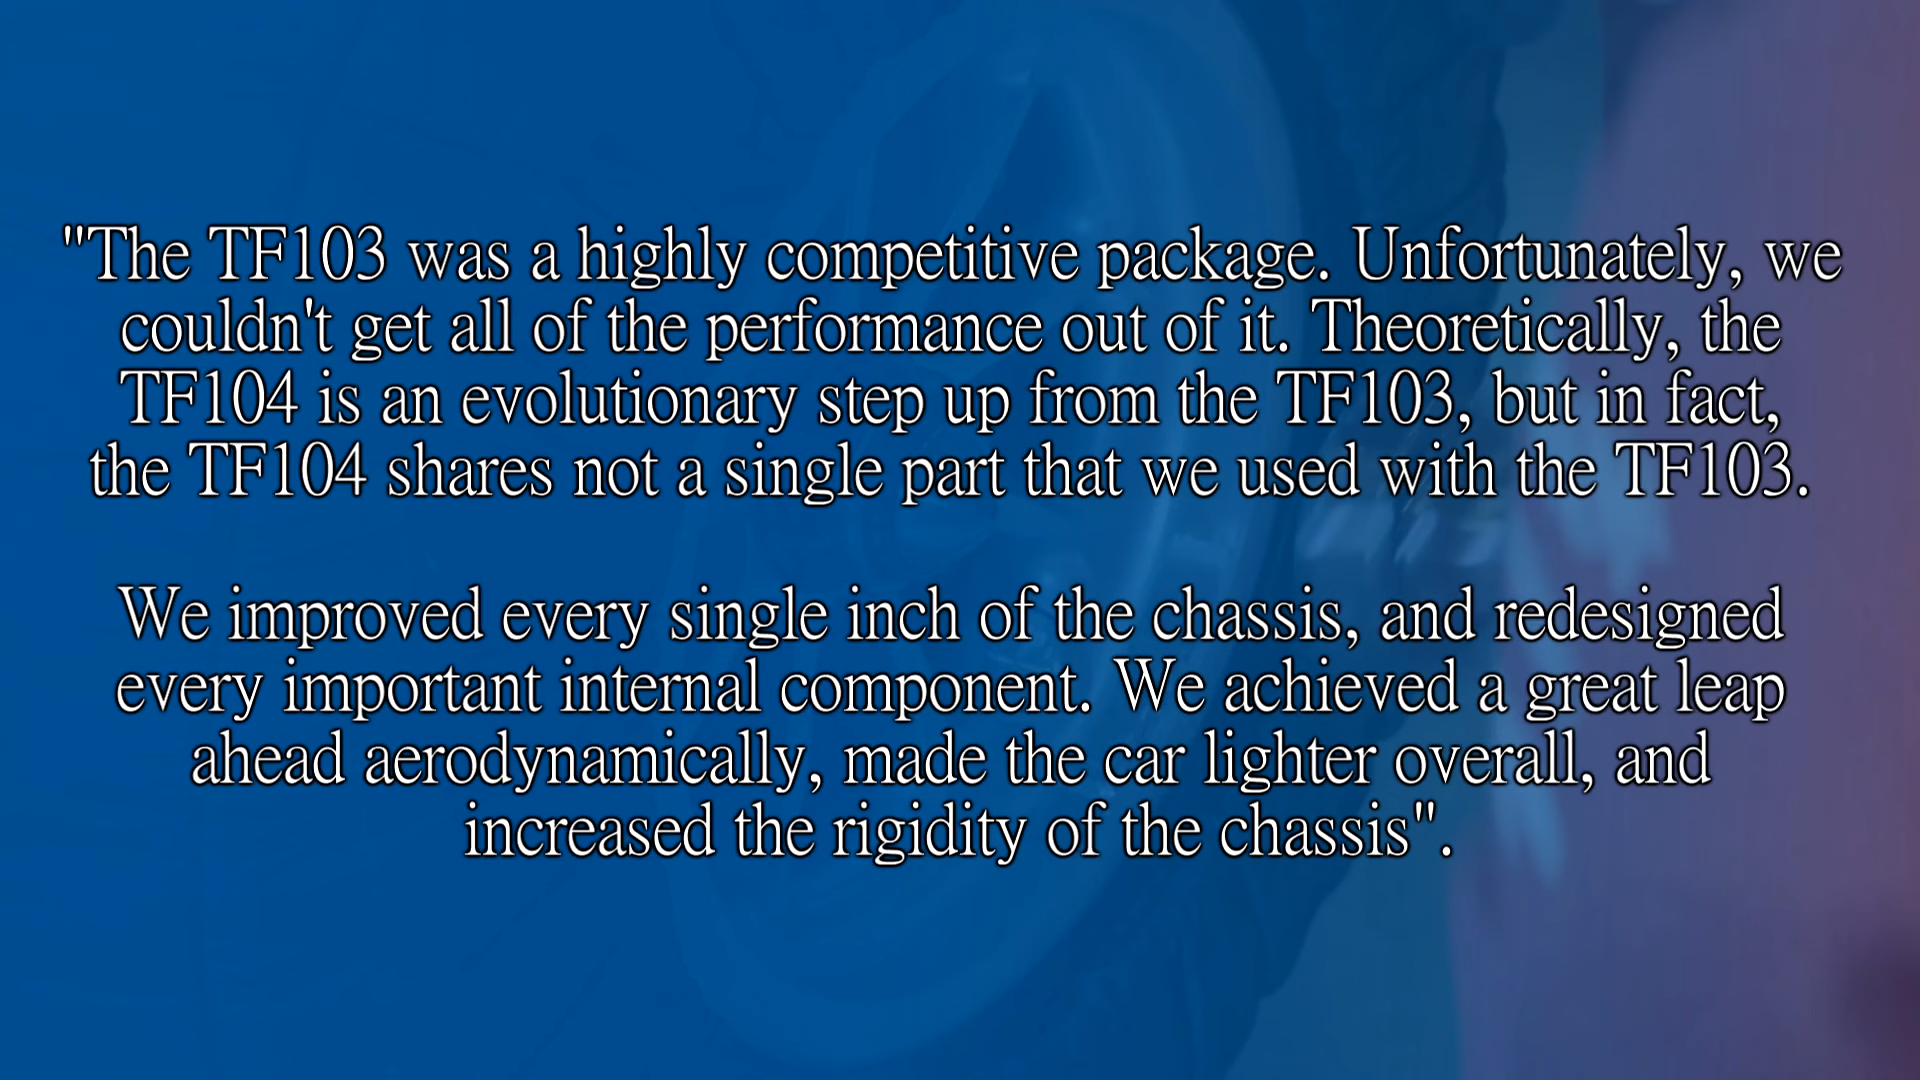 "The TF103 was a highly competitive package. Unfortunately, we
couldn't get all of the performance out of it. Theoretically, the
TF104 is an evolutionary step up from the TF103, but in fact,
the TF104 shares not a single part that we used with the TF103.
We improved every single inch of the chassis, and redesigned
every important internal component. We achieved a great leap
ahead aerodynamically, made the car lighter overall, and
increased the rigidity of the chassis".